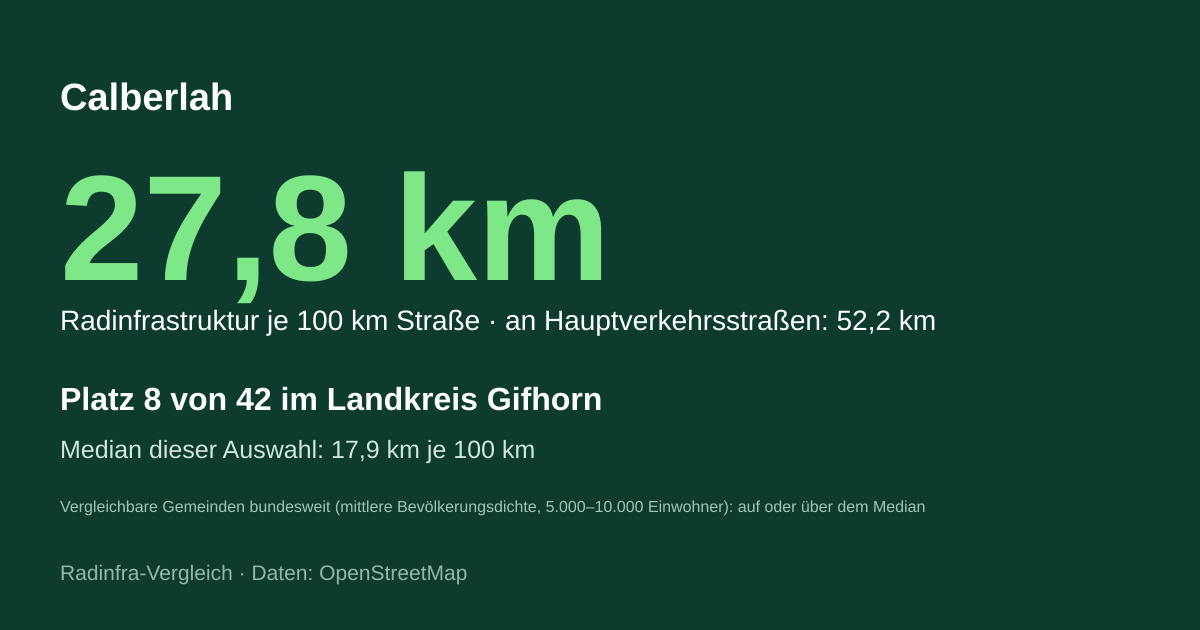 Calberlah
27,8 km
Radinfrastruktur je 100 km Straße · an Hauptverkehrsstraßen: 52,2 km
Platz 8 von 42 im Landkreis Gifhorn
Median dieser Auswahl: 17,9 km je 100 km
Vergleichbare Gemeinden bundesweit (mittlere Bevölkerungsdichte, 5.000–10.000 Einwohner): auf oder über dem Median
Radinfra-Vergleich · Daten: OpenStreetMap